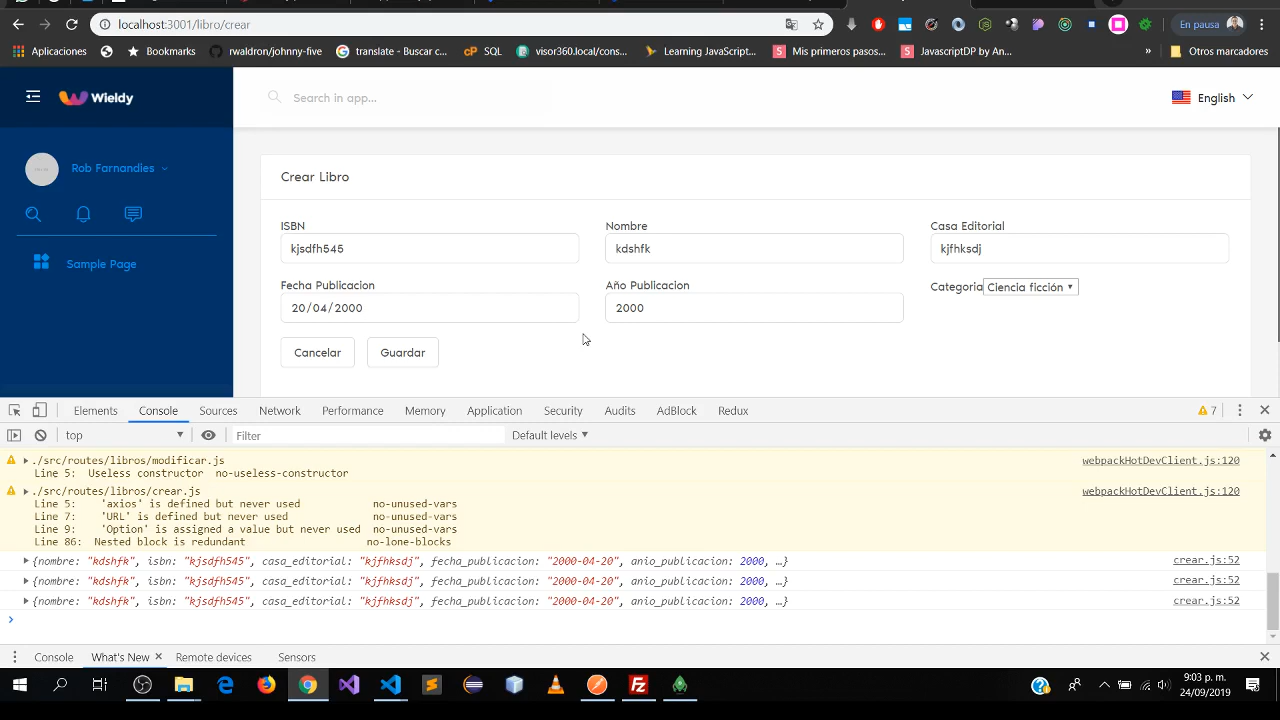 localhost:3001/libro/crear
En pausa
Aplicaciones
Bookmarks
rwaldron/johnny-five
translate - Buscar c...
cP SQL
visor360.local/cons...
Learning JavaScript...
S Mis primeros pasos...
S JavascriptDP by An...
»
Otros marcadores
Wieldy
Search in app...
English
Rob Farnandies
Sample Page
Crear Libro
ISBN
Nombre
Casa Editorial
kjsdfh545
kdshfk
kjfhksdj
Fecha Publicacion
Año Publicacion
Categoria Ciencia ficción
20/04/2000
2000
Cancelar
Guardar
Elements
Console
Sources
Network
Performance
Memory
Application
Security
Audits
AdBlock
Redux
7
top
Filter
Default levels
./src/routes/libros/modificar.js
webpackHotDevClient.js:120
Line 5: Useless constructor no-useless-constructor
./src/routes/libros/crear.js
webpackHotDevClient.js:120
Line 5: 'axios' is defined but never used no-unused-vars
Line 7: 'URL' is defined but never used no-unused-vars
Line 9: 'Option' is assigned a value but never used no-unused-vars
Line 86: Nested block is redundant no-lone-blocks
{nombre: "kdshfk", isbn: "kjsdfh545", casa_editorial: "kjfhksdj", fecha_publicacion: "2000-04-20", anio_publicacion: 2000, …}
crear.js:52
{nombre: "kdshfk", isbn: "kjsdfh545", casa_editorial: "kjfhksdj", fecha_publicacion: "2000-04-20", anio_publicacion: 2000, …}
crear.js:52
{nombre: "kdshfk", isbn: "kjsdfh545", casa_editorial: "kjfhksdj", fecha_publicacion: "2000-04-20", anio_publicacion: 2000, …}
crear.js:52
Console
What's New
Remote devices
Sensors
9:03 p. m.
24/09/2019